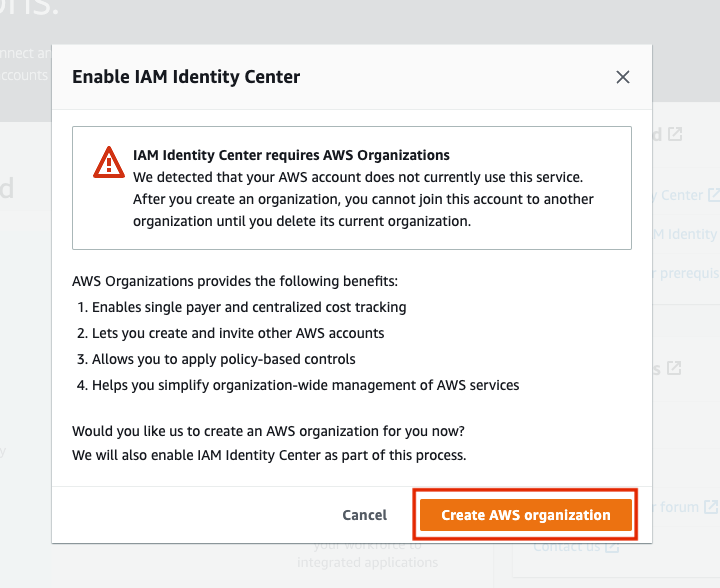 ons.
nnect an
accounts
Enable IAM Identity Center
IAM Identity Center requires AWS Organizations
We detected that your AWS account does not currently use this service.
After you create an organization, you cannot join this account to another
organization until you delete its current organization.
d
d
y Center
M Identity
r prerequis
AWS Organizations provides the following benefits:
1. Enables single payer and centralized cost tracking
2. Lets you create and invite other AWS accounts
3. Allows you to apply policy-based controls
4. Helps you simplify organization-wide management of AWS services
s
Would you like us to create an AWS organization for you now?
We will also enable IAM Identity Center as part of this process.
y
Cancel
Create AWS organization
r forum
your workforce to
Contact us
integrated applications